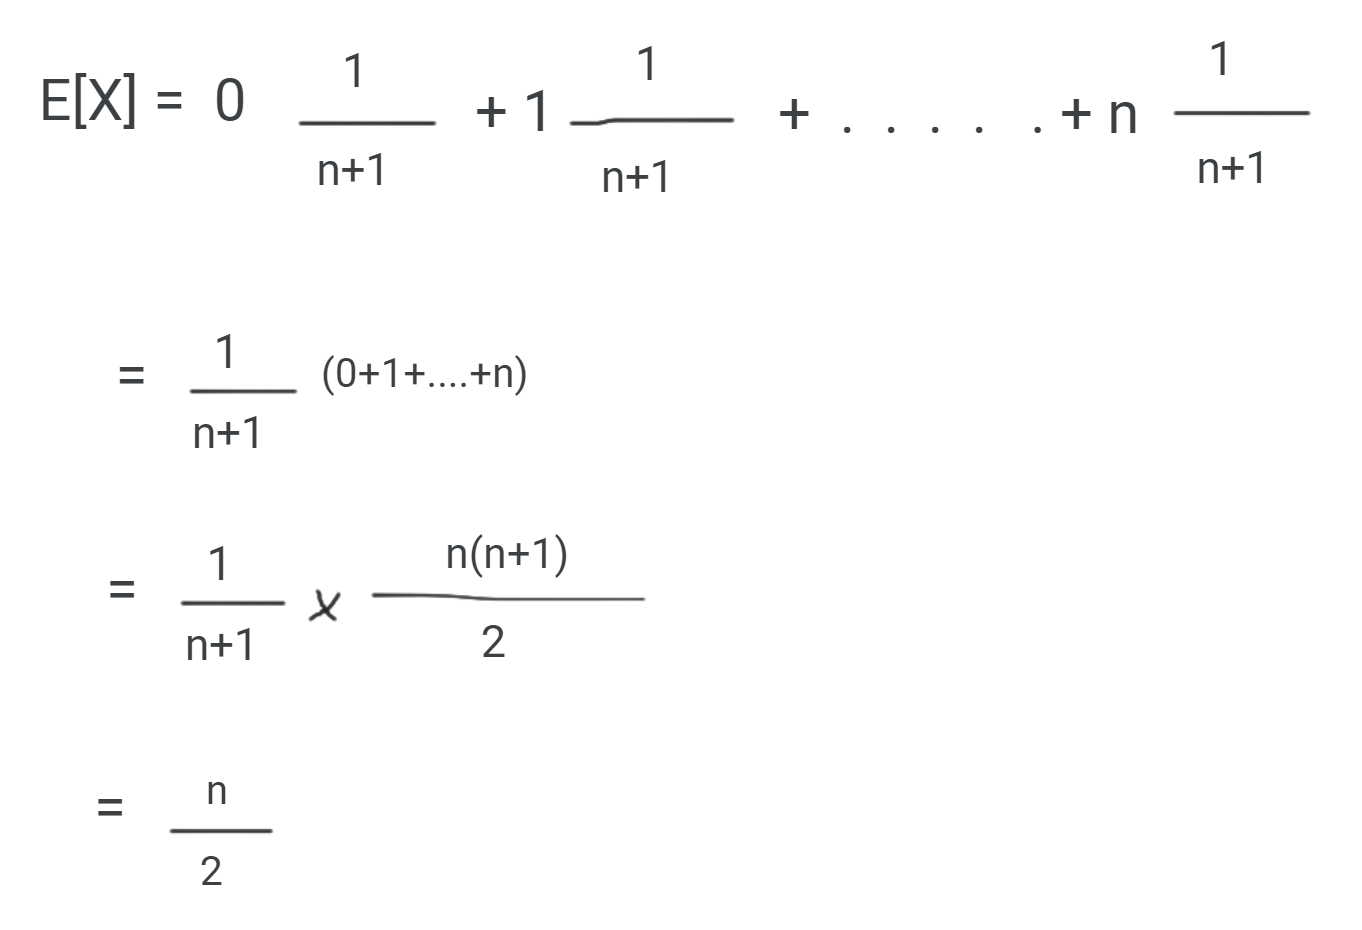 E[X] = 0 1/n+1 + 1 1/n+1 + . . . . . + n 1/n+1
= 1/n+1 (0+1+....+n)
= 1/n+1 x n(n+1)/2
= n/2